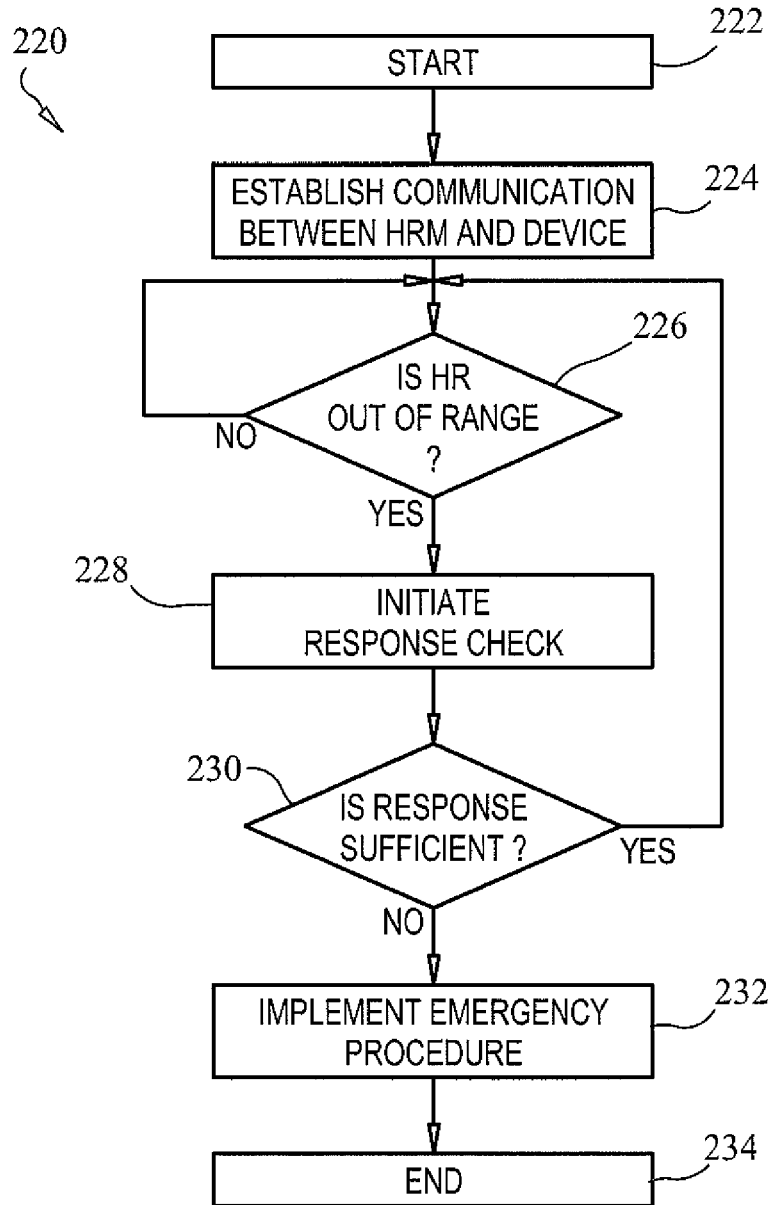 220
222
START
224
ESTABLISH COMMUNICATION
BETWEEN HRM AND DEVICE
226
IS HR
OUT OF RANGE
?
NO
YES
228
INITIATE
RESPONSE CHECK
230
IS RESPONSE
SUFFICIENT ?
YES
NO
232
IMPLEMENT EMERGENCY
PROCEDURE
234
END